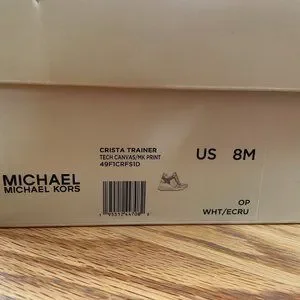 CRISTA TRAINER
TECH CANVAS/MK PRINT
49F1CRFS1D
US 8M
MICHAEL
MICHAEL KORS
OP
WHT/ECRU